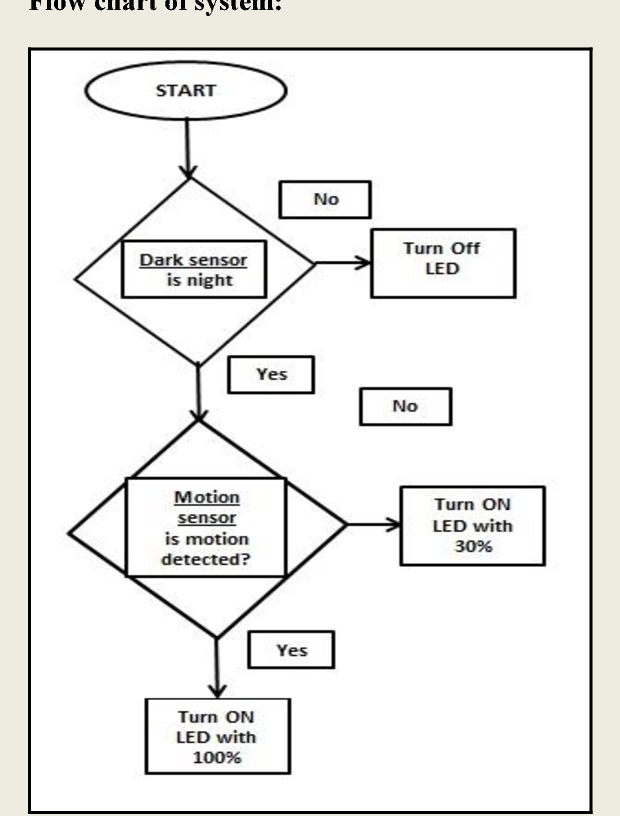 Flow chart of system:
START
No
Dark sensor
is night
Turn Off
LED
Yes
No
Motion
sensor
is motion
detected?
Turn ON
LED with
30%
Yes
Turn ON
LED with
100%